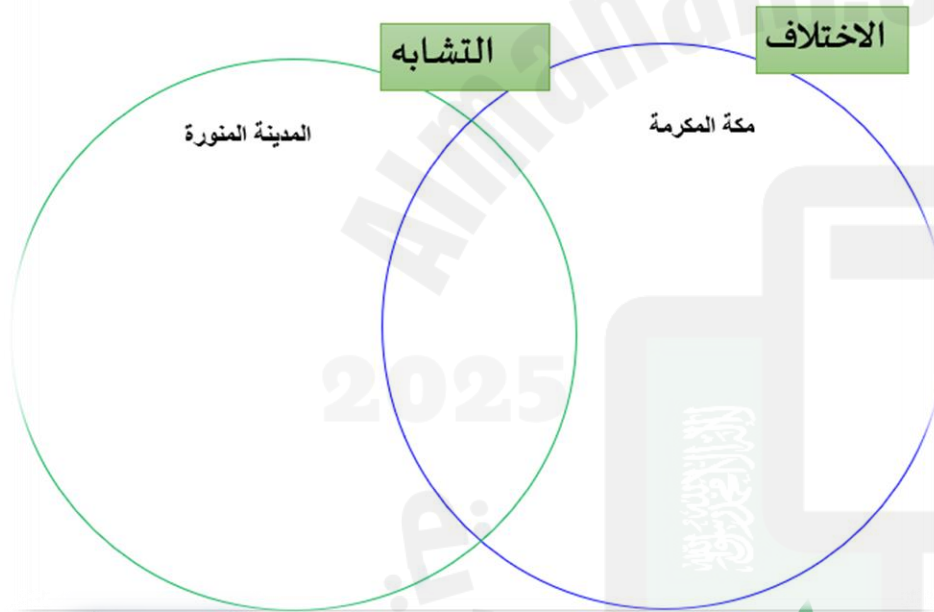 الاختلاف
التشابه
مكة المكرمة
المدينة المنورة
2025